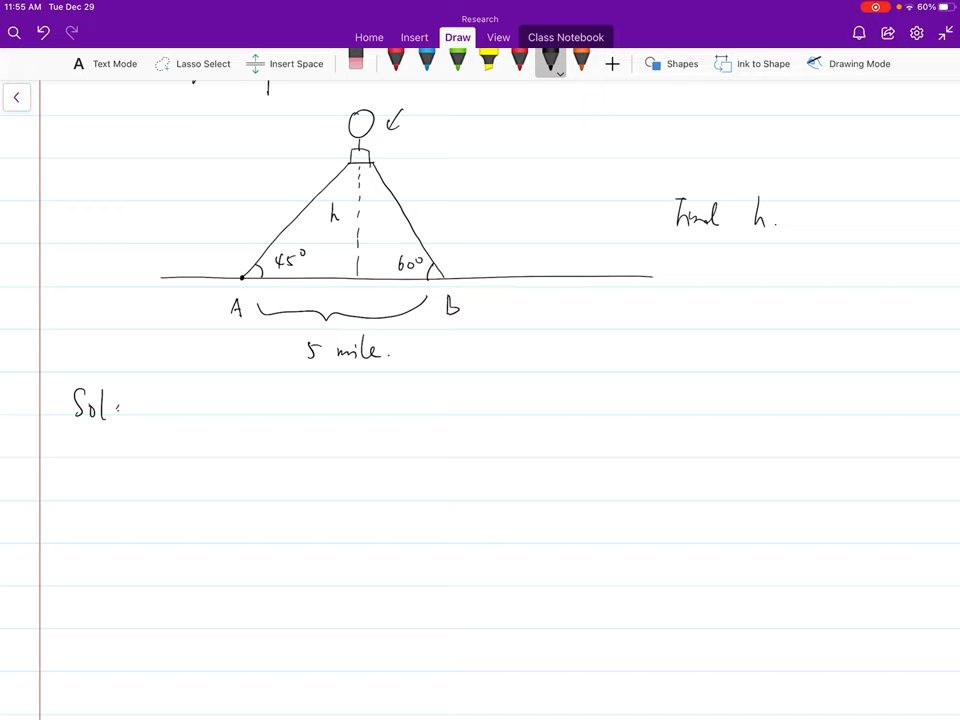 11:55 AM Tue Dec 29
60%
Research
Home Insert Draw View Class Notebook
Text Mode Lasso Select Insert Space Shapes Ink to Shape Drawing Mode
h
Find h.
45° 60°
A B
5 mile.
Sol